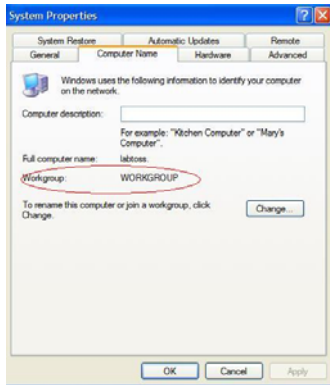 System Properties
System Restore Automatic Updates Remote
General Computer Name Hardware Advanced
Windows uses the following information to identify your computer
on the network.
Computer description:
For example: "Kitchen Computer" or "Mary's
Computer".
Full computer name: labtoss.
Workgroup: WORKGROUP
To rename this computer or join a workgroup, click
Change.
Change...
OK Cancel Apply